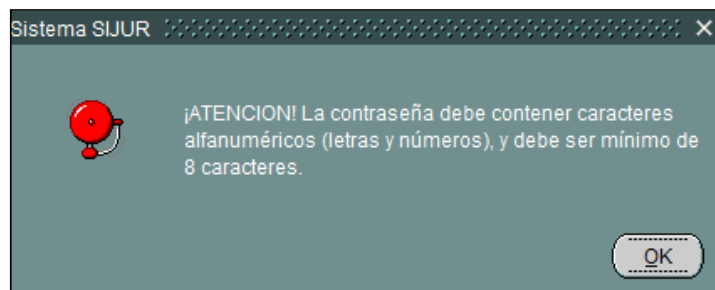 Sistema SIJUR
¡ATENCION! La contraseña debe contener caracteres
alfanuméricos (letras y números), y debe ser mínimo de
8 caracteres.
OK